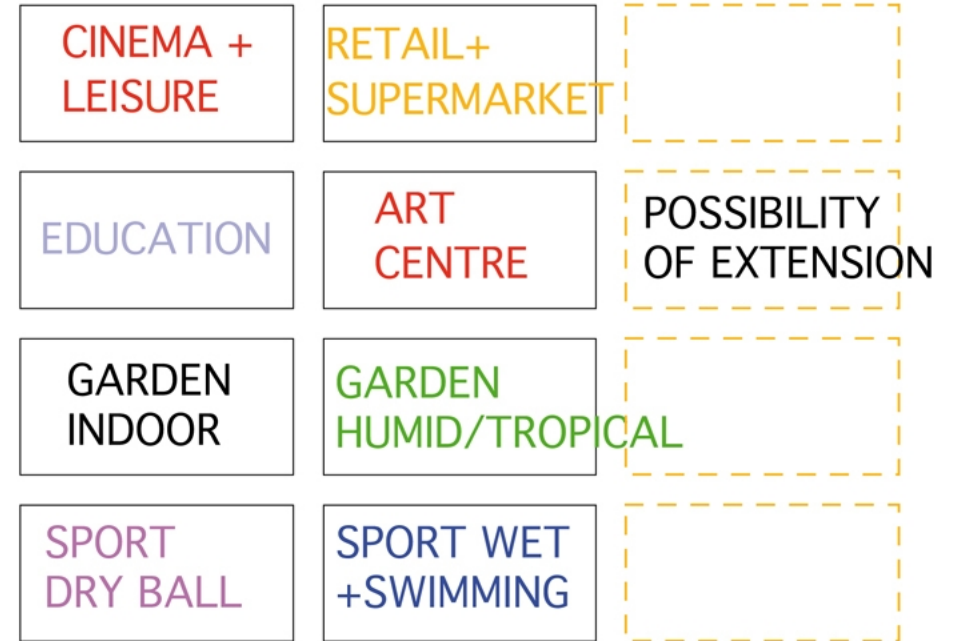 CINEMA +
LEISURE
RETAIL+
SUPERMARKET
EDUCATION
ART
CENTRE
POSSIBILITY
OF EXTENSION
GARDEN
INDOOR
GARDEN
HUMID/TROPICAL
SPORT
DRY BALL
SPORT WET
+SWIMMING